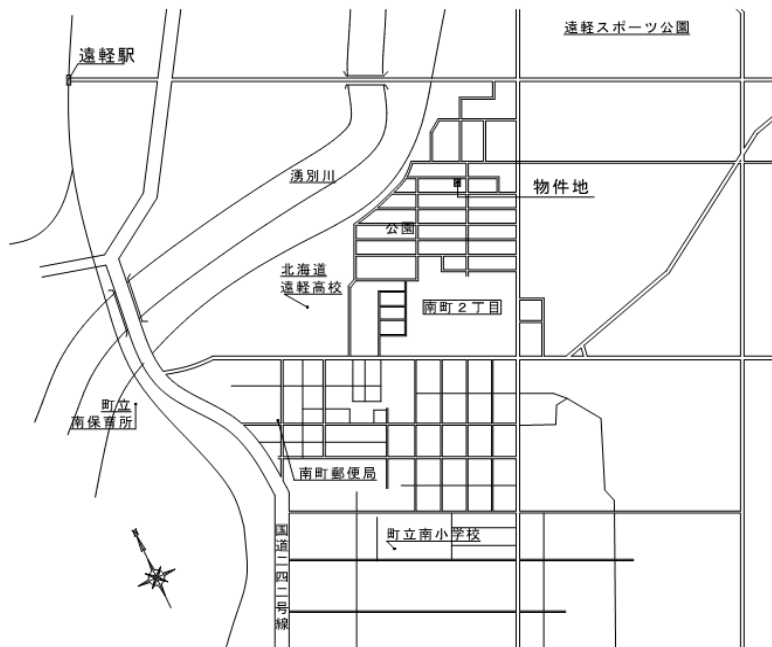 遠軽スポーツ公園
遠軽駅
湧別川
物件地
公園
北海道
遠軽高校
南町２丁目
町立
南保育所
南町郵便局
国道二四二号線
町立南小学校
N